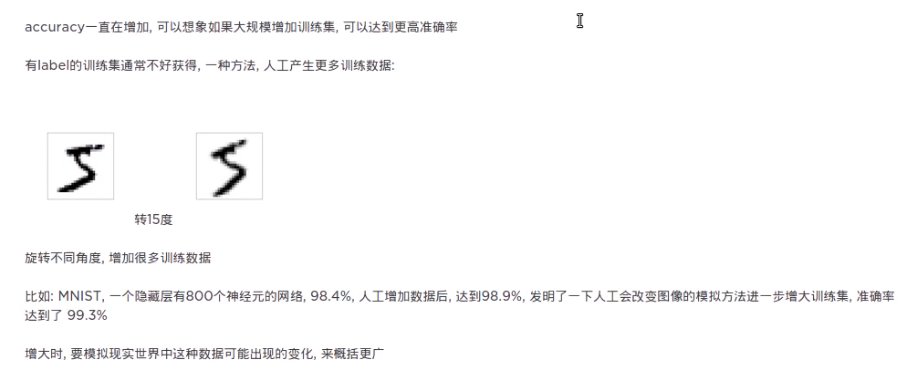 accuracy一直在增加, 可以想象如果大规模增加训练集, 可以达到更高准确率
有label的训练集通常不好获得, 一种方法, 人工产生更多训练数据:
5 5
转15度
旋转不同角度, 增加很多训练数据
比如: MNIST, 一个隐藏层有800个神经元的网络, 98.4%, 人工增加数据后, 达到98.9%, 发明了一下人工会改变图像的模拟方法进一步增大训练集, 准确率
达到了 99.3%
增大时, 要模拟现实世界中这种数据可能出现的变化, 来概括更广